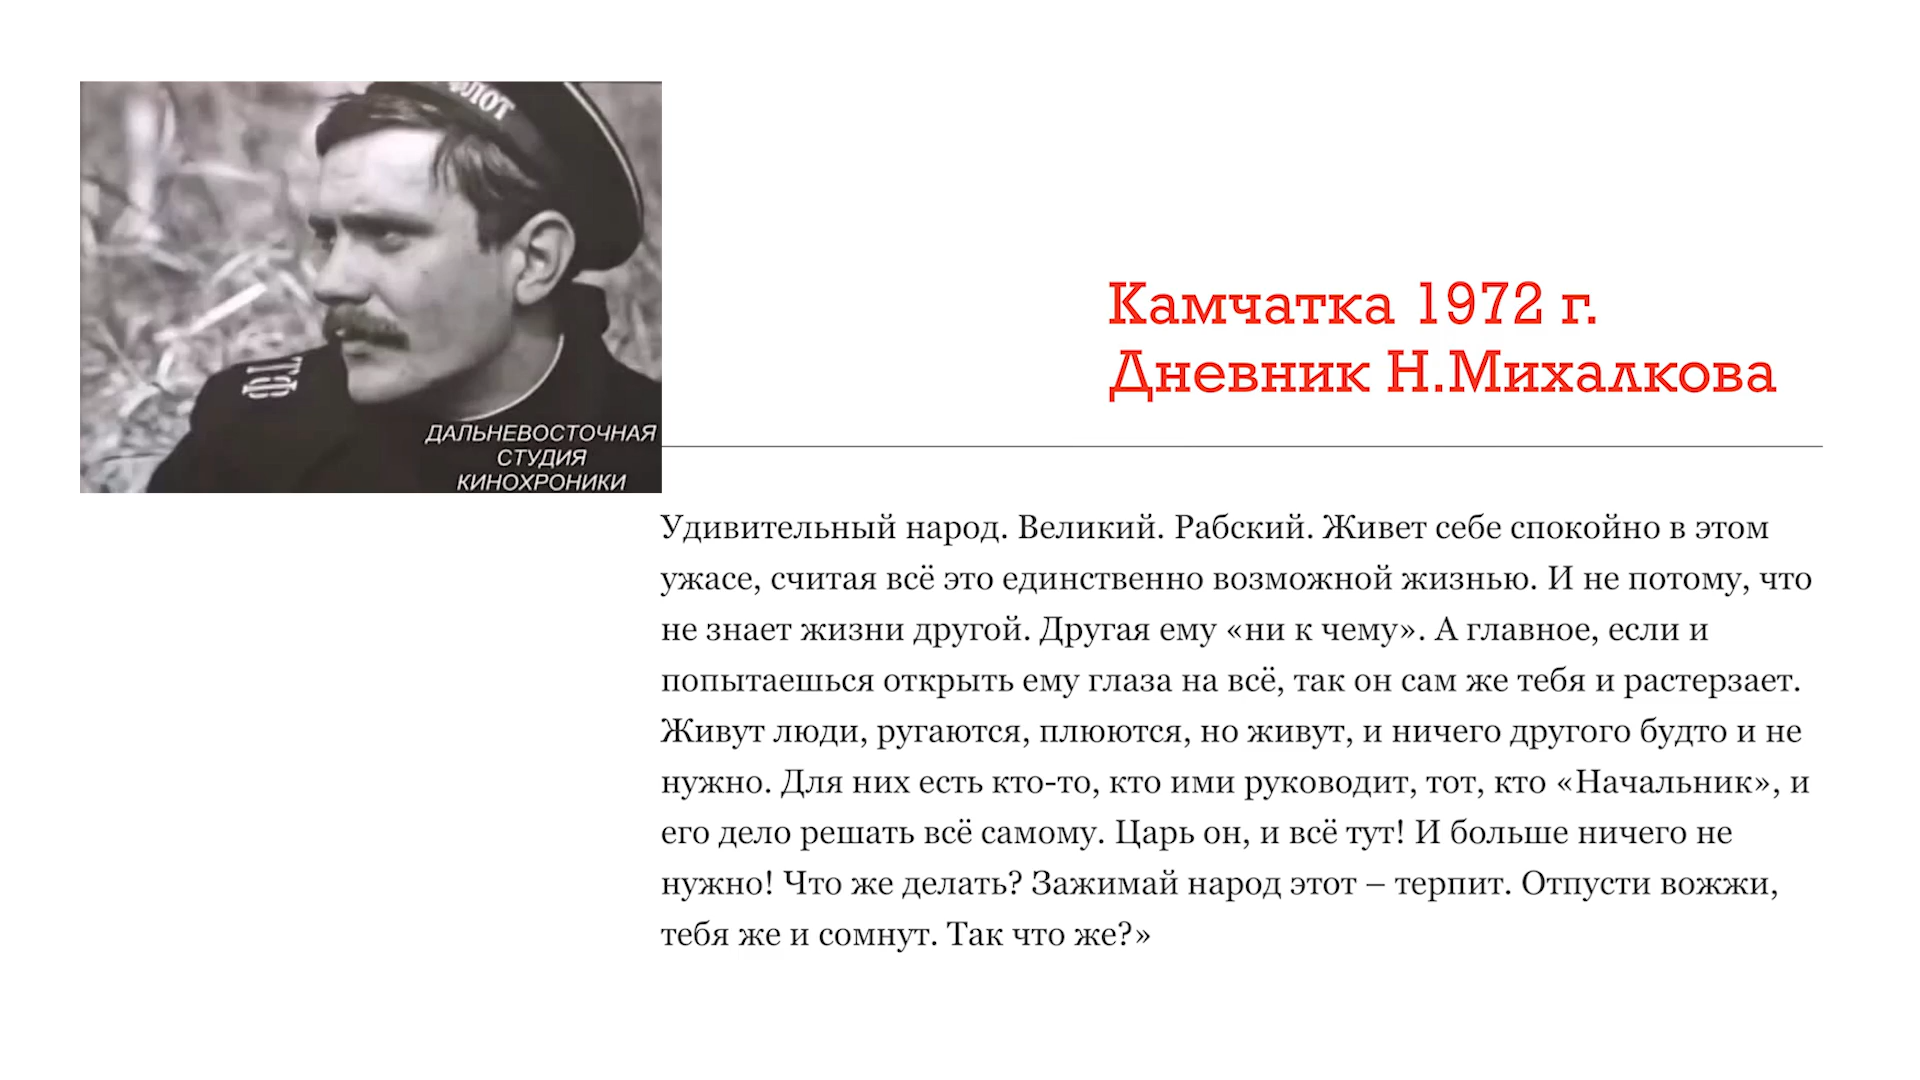 ФЛОТ
ТФ
ДАЛЬНЕВОСТОЧНАЯ
СТУДИЯ
КИНОХРОНИКИ
Камчатка 1972 г.
Дневник Н.Михалкова
Удивительный народ. Великий. Рабский. Живет себе спокойно в этом
ужасе, считая всё это единственно возможной жизнью. И не потому, что
не знает жизни другой. Другая ему «ни к чему». А главное, если и
попытаешься открыть ему глаза на всё, так он сам же тебя и растерзает.
Живут люди, ругаются, плюются, но живут, и ничего другого будто и не
нужно. Для них есть кто-то, кто ими руководит, тот, кто «Начальник», и
его дело решать всё самому. Царь он, и всё тут! И больше ничего не
нужно! Что же делать? Зажимай народ этот – терпит. Отпусти вожжи,
тебя же и сомнут. Так что же?»